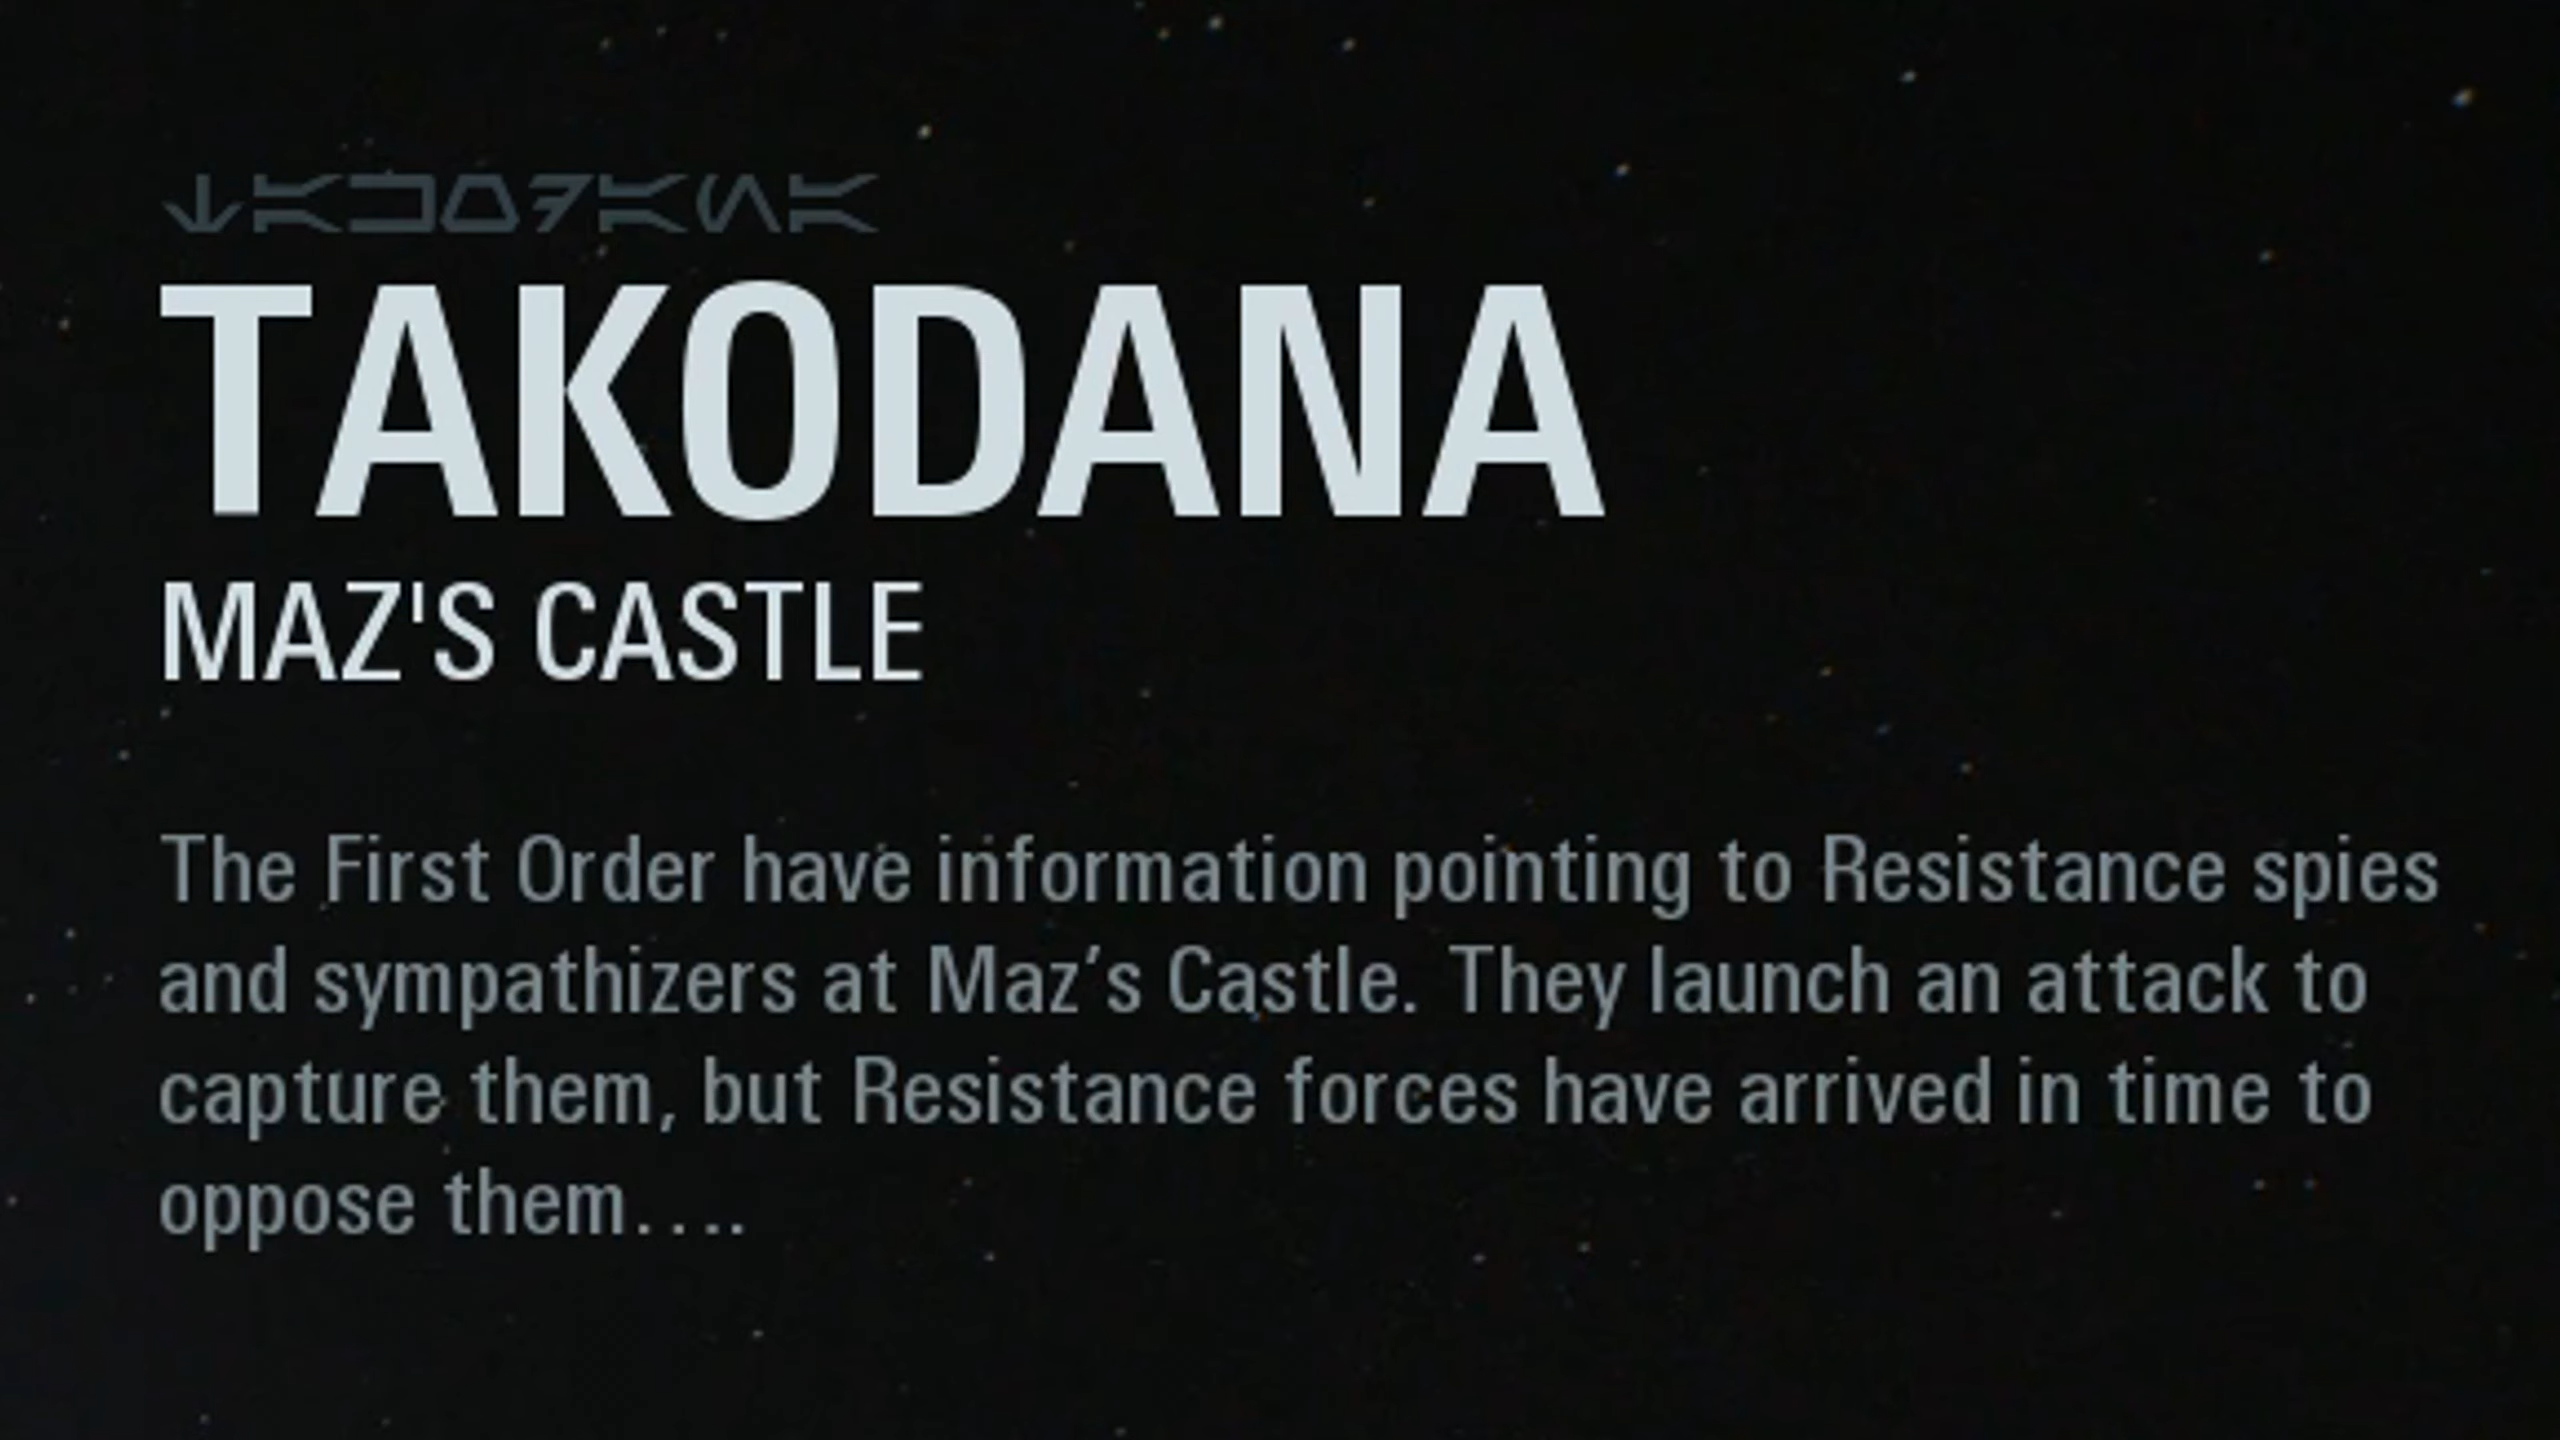 TAKODANA
MAZ'S CASTLE
The First Order have information pointing to Resistance spies
and sympathizers at Maz’s Castle. They launch an attack to
capture them, but Resistance forces have arrived in time to
oppose them....